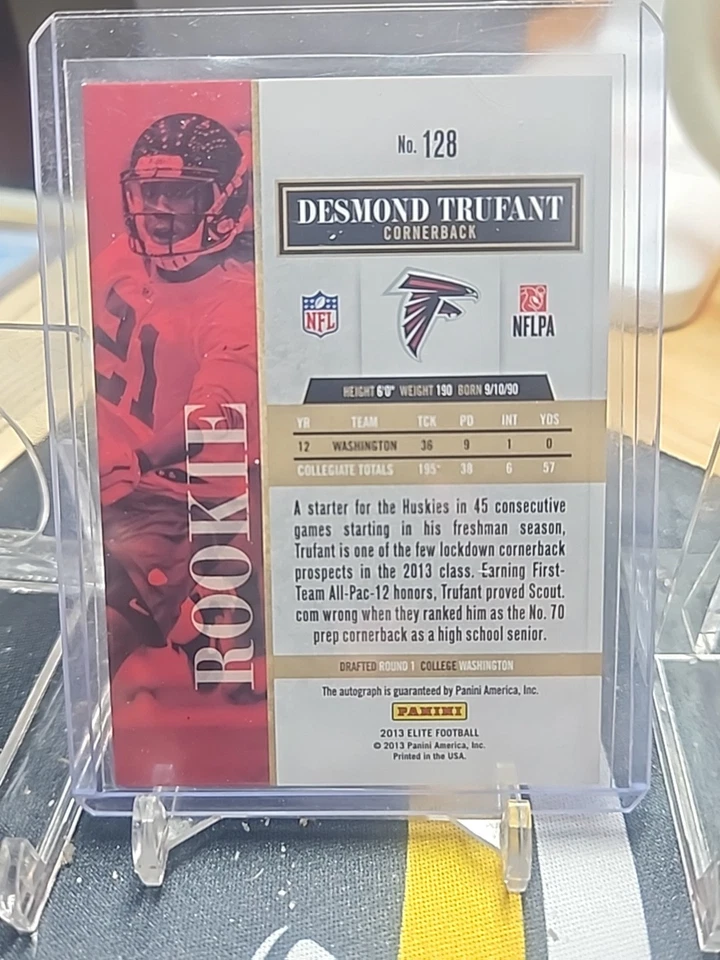 No. 128
DESMOND TRUFANT
CORNERBACK
NFL
NFLPA
HEIGHT 6'0" WEIGHT 190 BORN 9/10/90
YR TEAM TCK PD INT YDS
12 WASHINGTON 36 9 1 0
COLLEGIATE TOTALS 195 38 6 57
A starter for the Huskies in 45 consecutive
games starting in his freshman season,
Trufant is one of the few lockdown cornerback
prospects in the 2013 class. Earning First-
Team All-Pac-12 honors, Trufant proved Scout.
com wrong when they ranked him as the No. 70
prep cornerback as a high school senior.
DRAFTED ROUND 1 COLLEGE WASHINGTON
The autograph is guaranteed by Panini America, Inc.
PANINI
2013 ELITE FOOTBALL
© 2013 Panini America, Inc.
Printed in the USA.
ROOKIE